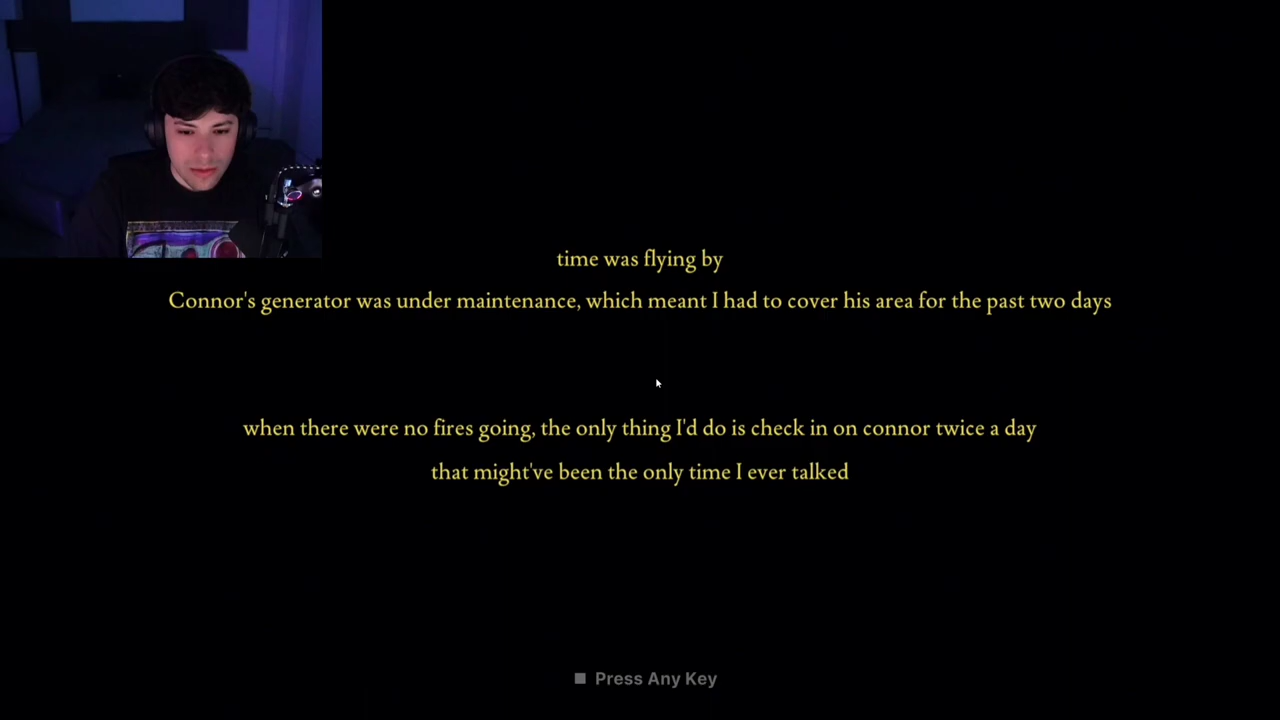 time was flying by
Connor's generator was under maintenance, which meant I had to cover his area for the past two days
when there were no fires going, the only thing I'd do is check in on connor twice a day
that might've been the only time I ever talked
Press Any Key